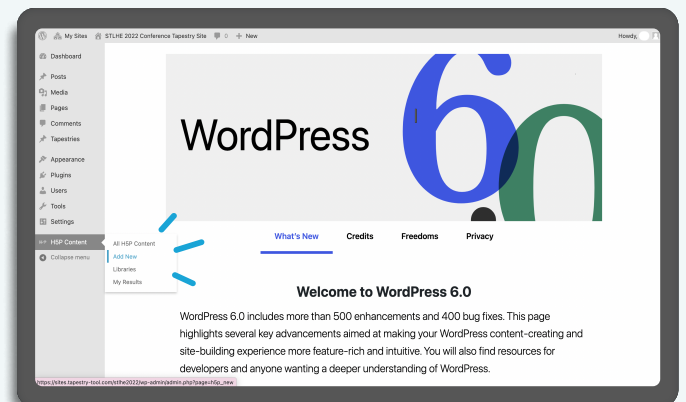 My Sites STLHE 2022 Conference Tapestry Site 0 + New Howdy,
Dashboard
Posts
Media
Pages
Comments
Tapestries
Appearance
Plugins
Users
Tools
Settings
H5P Content
Collapse menu
All H5P Content
Add New
Libraries
My Results
WordPress
6.0
What's New Credits Freedoms Privacy
Welcome to WordPress 6.0
WordPress 6.0 includes more than 500 enhancements and 400 bug fixes. This page
highlights several key advancements aimed at making your WordPress content-creating and
site-building experience more feature-rich and intuitive. You will also find resources for
developers and anyone wanting a deeper understanding of WordPress.
https://sites.tapestry-tool.com/stlhe2022/wp-admin/admin.php?page=h5p_new